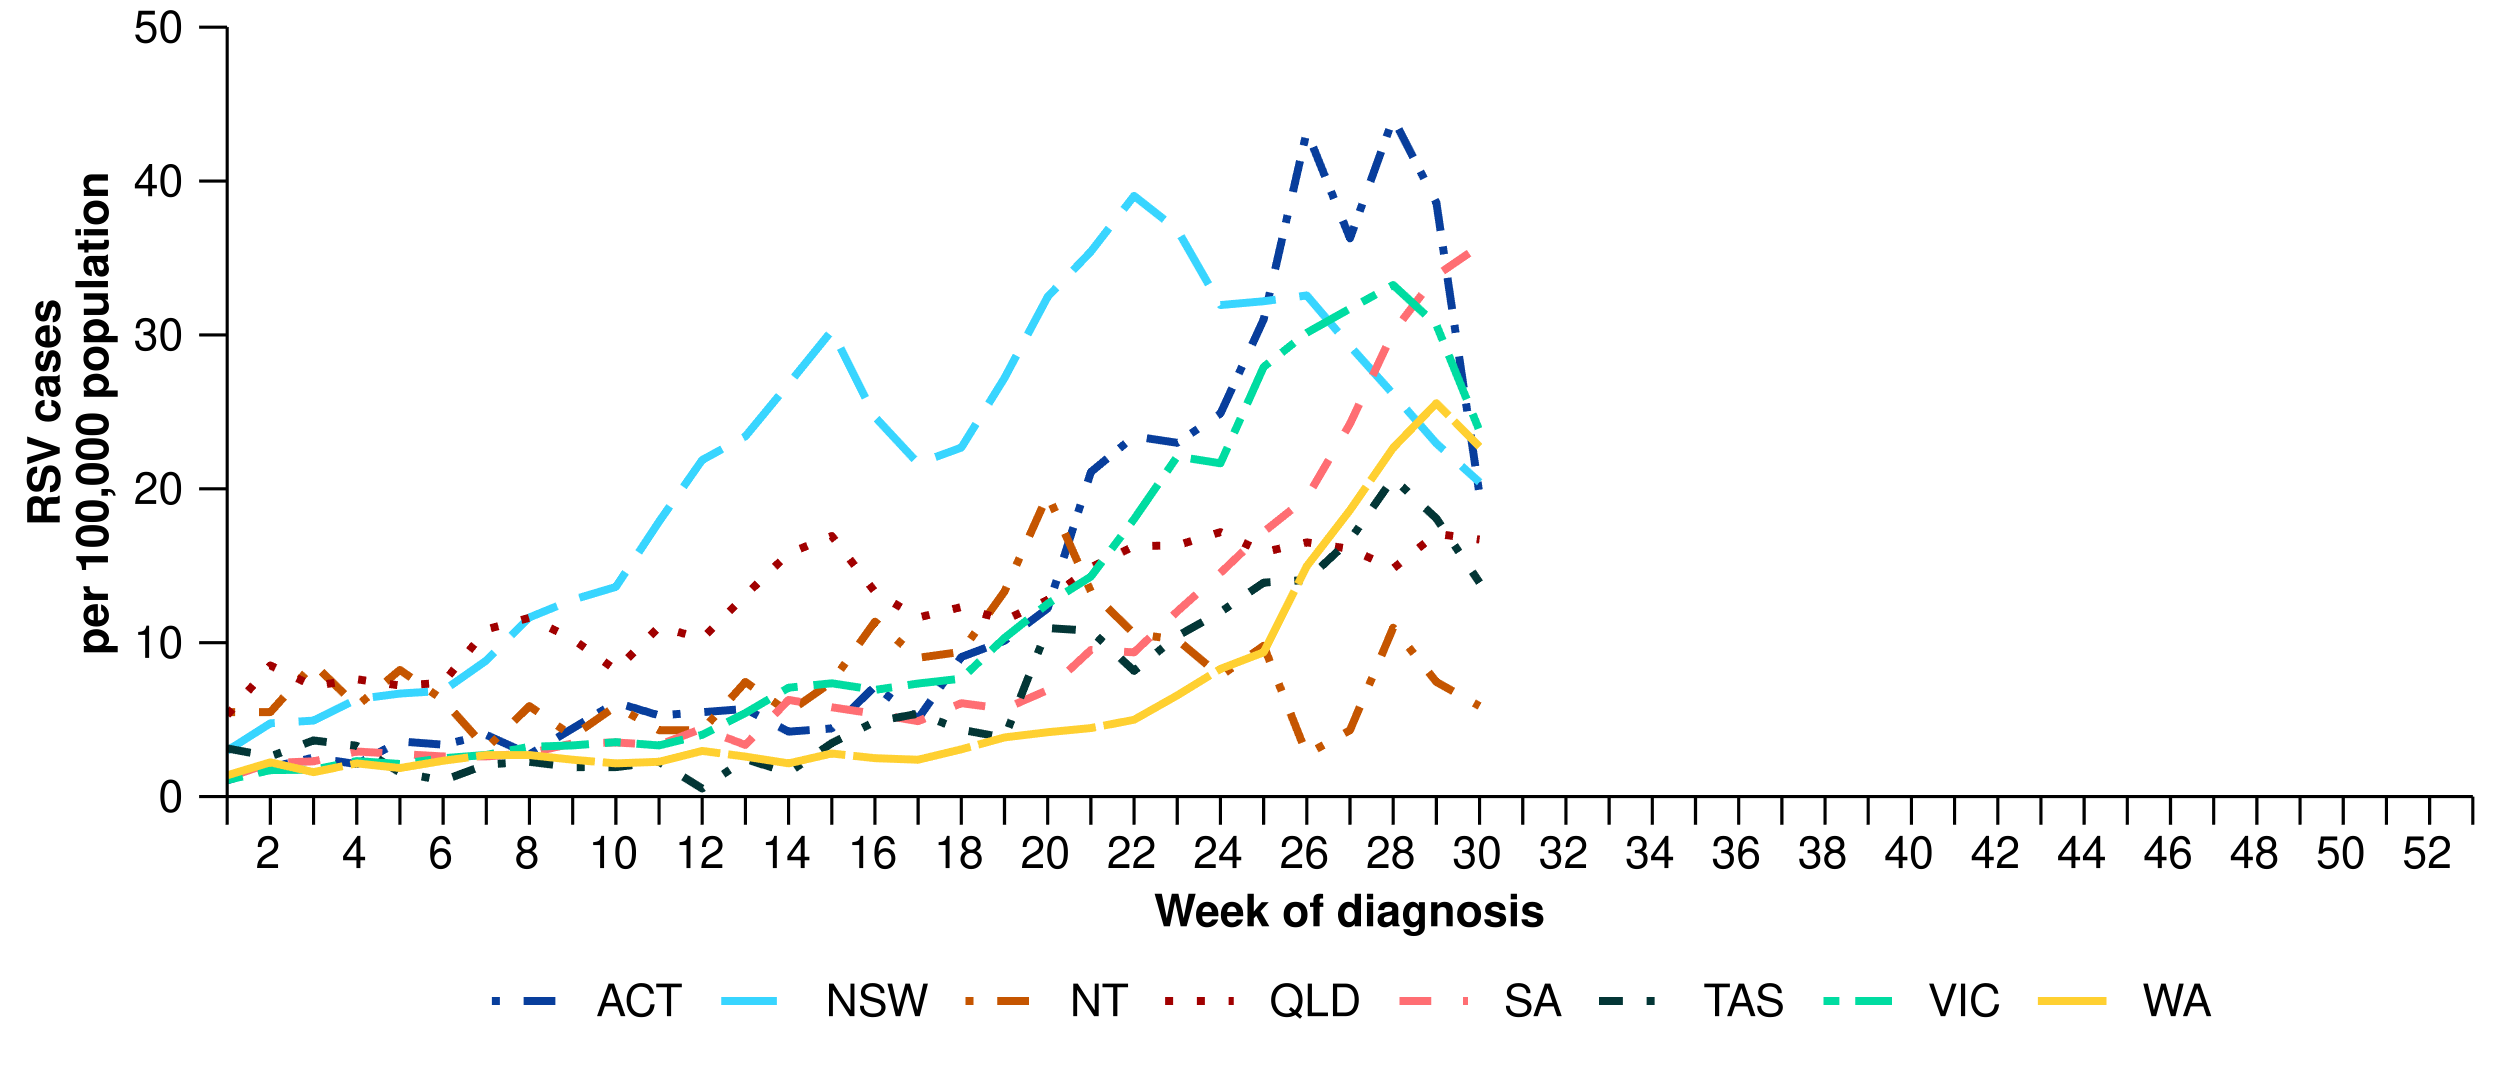 RSV cases
per 100,000 population
50
40
30
20
10
0
2 4 6 8 10 12 14 16 18 20 22 24 26 28 30 32 34 36 38 40 42 44 46 48 50 52
Week of diagnosis
ACT NSW NT QLD SA TAS VIC WA